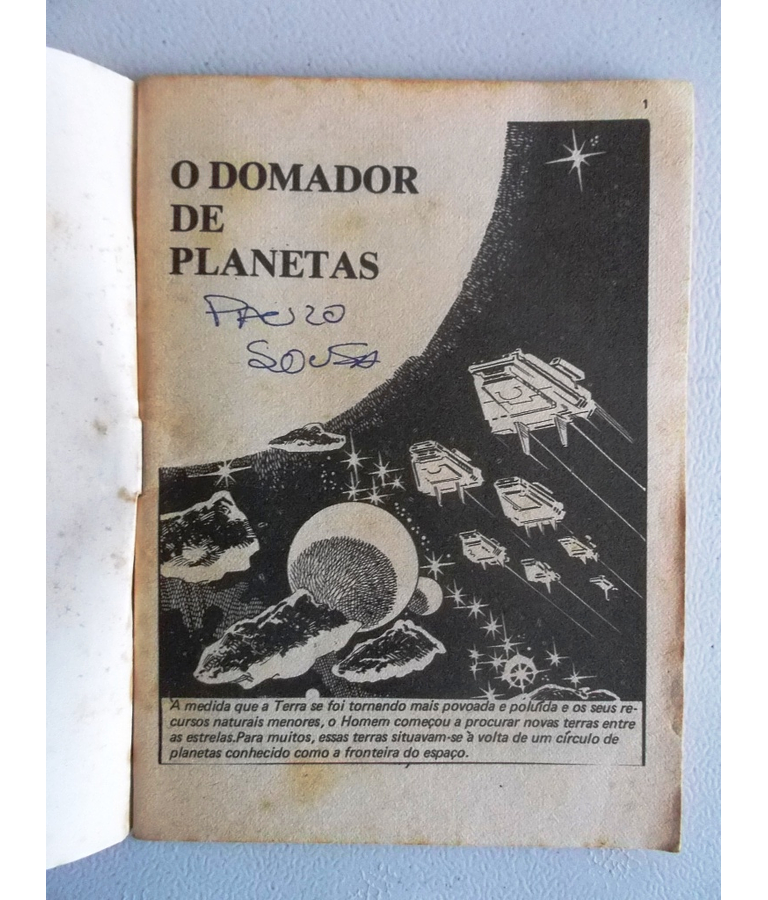 1
O DOMADOR
DE
PLANETAS
PAULO
SOUSA
À medida que a Terra se foi tornando mais povoada e poluída e os seus re-
cursos naturais menores, o Homem começou a procurar novas terras entre
as estrelas.Para muitos, essas terras situavam-se à volta de um círculo de
planetas conhecido como a fronteira do espaço.